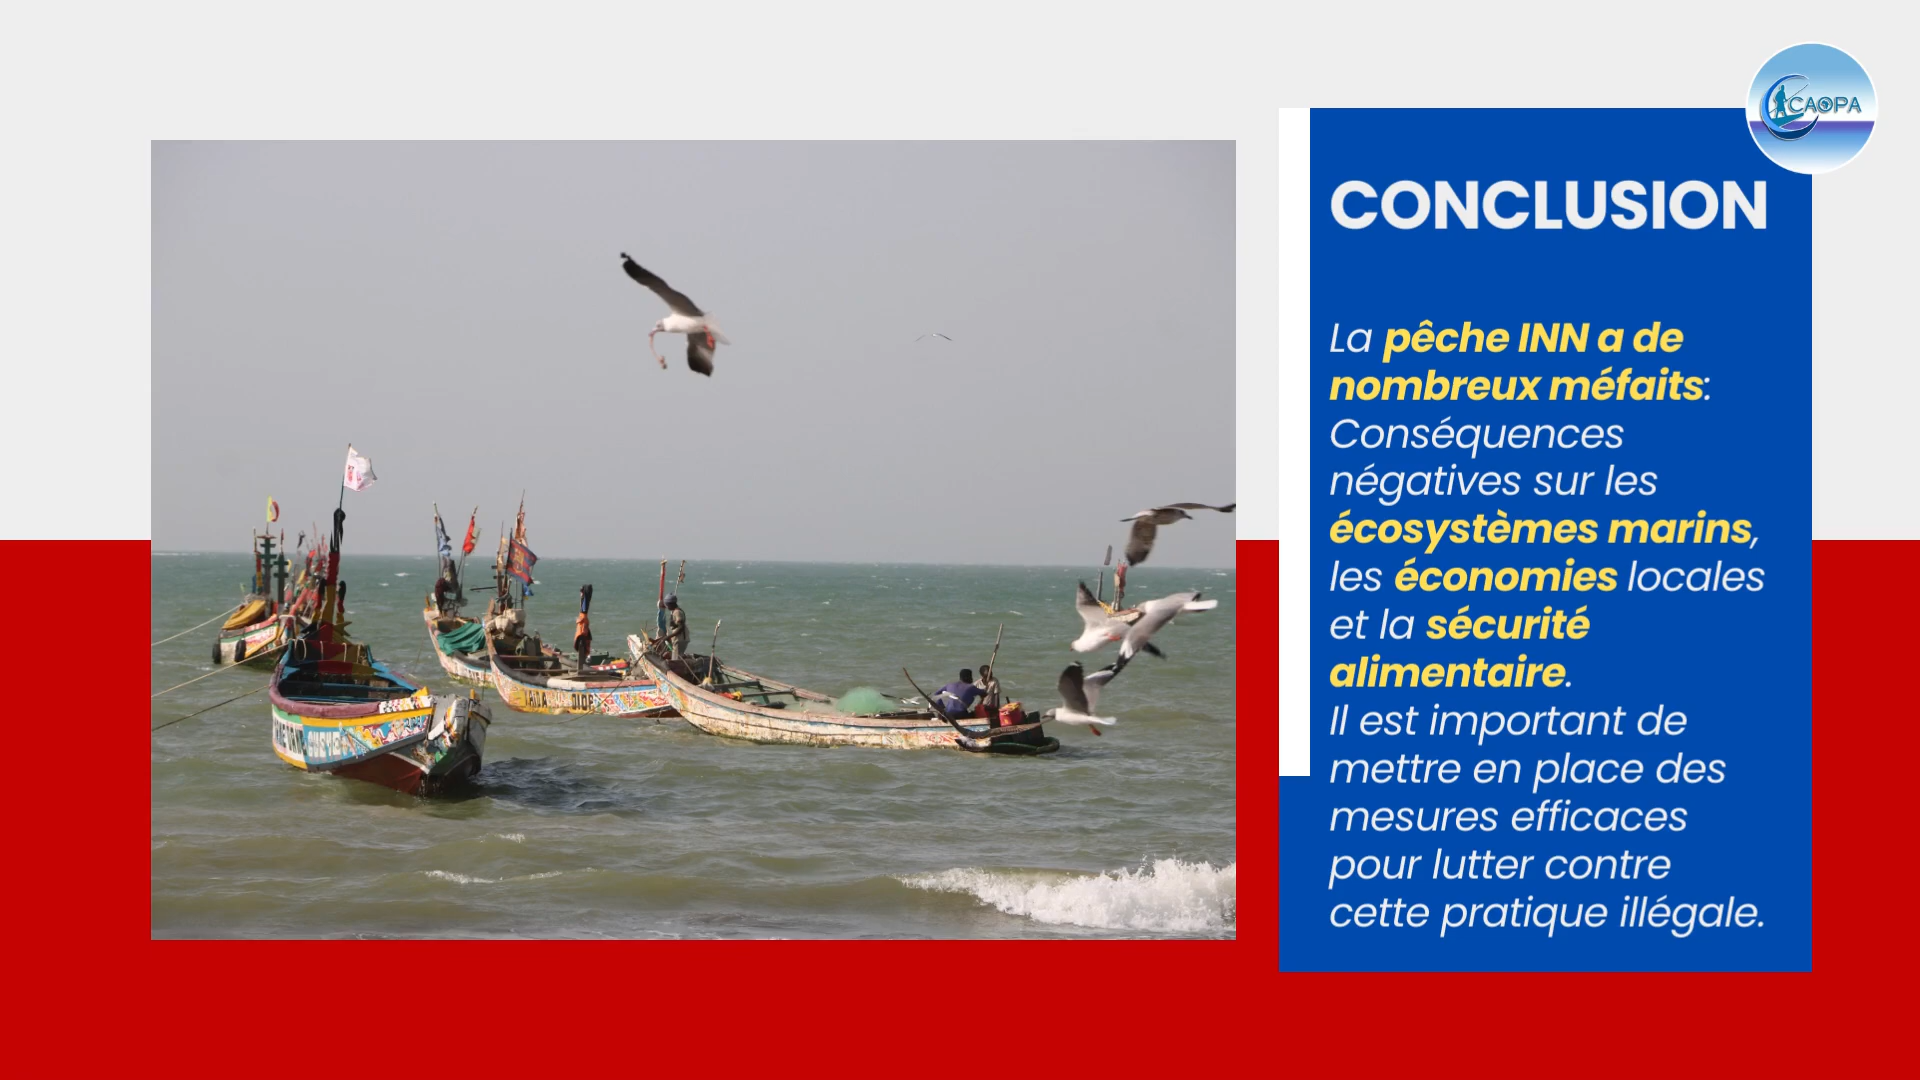 CAOPA
CONCLUSION
La pêche INN a de
nombreux méfaits:
Conséquences
négatives sur les
écosystèmes marins,
les économies locales
et la sécurité
alimentaire.
Il est important de
mettre en place des
mesures efficaces
pour lutter contre
cette pratique illégale.